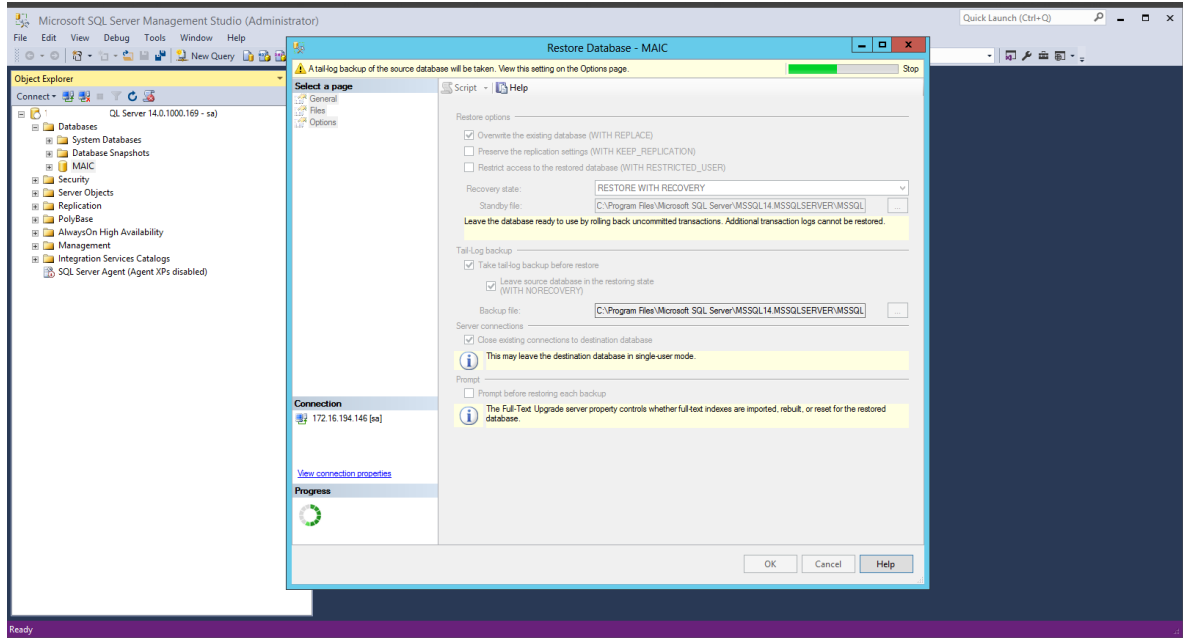 Microsoft SQL Server Management Studio (Administrator)
Quick Launch (Ctrl+Q)
File Edit View Debug Tools Window Help
New Query
Object Explorer
Connect
QL Server 14.0.1000.169 - sa)
Databases
System Databases
Database Snapshots
MAIC
Security
Server Objects
Replication
PolyBase
AlwaysOn High Availability
Management
Integration Services Catalogs
SQL Server Agent (Agent XPs disabled)
Restore Database - MAIC
A tail-log backup of the source database will be taken. View this setting on the Options page.
Stop
Select a page
General
Files
Options
Script Help
Restore options
Overwrite the existing database (WITH REPLACE)
Preserve the replication settings (WITH KEEP_REPLICATION)
Restrict access to the restored database (WITH RESTRICTED_USER)
Recovery state: RESTORE WITH RECOVERY
Standby file: C:\Program Files\Microsoft SQL Server\MSSQL14.MSSQLSERVER\MSSQL ...
Leave the database ready to use by rolling back uncommitted transactions. Additional transaction logs cannot be restored.
Tail-Log backup
Take tail-log backup before restore
Leave source database in the restoring state
(WITH NORECOVERY)
Backup file: C:\Program Files\Microsoft SQL Server\MSSQL14.MSSQLSERVER\MSSQL ...
Server connections
Close existing connections to destination database
This may leave the destination database in single-user mode.
Prompt
Prompt before restoring each backup
The Full-Text Upgrade server property controls whether full-text indexes are imported, rebuilt, or reset for the restored
database.
Connection
172.16.194.146 [sa]
View connection properties
Progress
OK Cancel Help
Ready